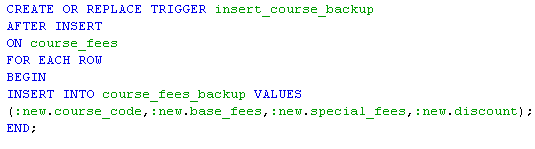 CREATE OR REPLACE TRIGGER insert_course_backup
AFTER INSERT
ON course_fees
FOR EACH ROW
BEGIN
INSERT INTO course_fees_backup VALUES
(:new.course_code,:new.base_fees,:new.special_fees,:new.discount);
END;